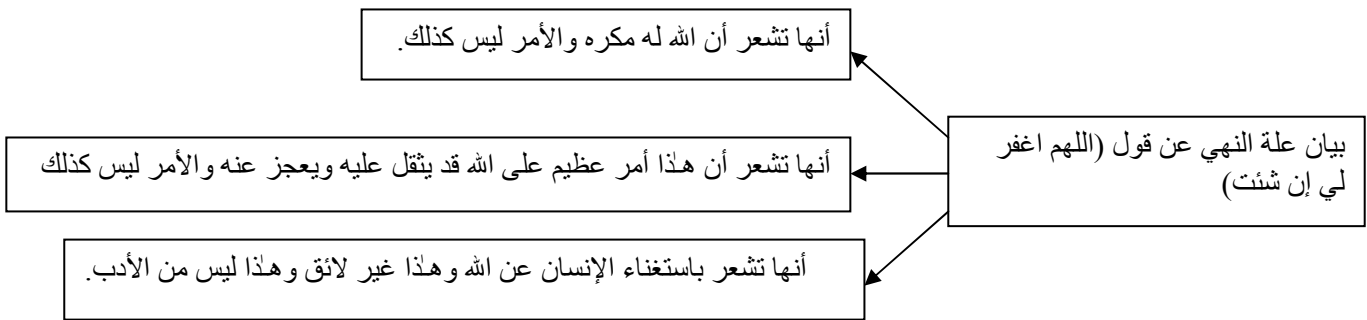 بيان علة النهي عن قول (اللهم اغفر
لي إن شئت)
أنها تشعر أن الله له مكره والأمر ليس كذلك.
أنها تشعر أن هـٰذا أمر عظيم على الله قد يثقل عليه ويعجز عنه والأمر ليس كذلك
أنها تشعر باستغناء الإنسان عن الله وهـٰذا غير لائق وهـٰذا ليس من الأدب.